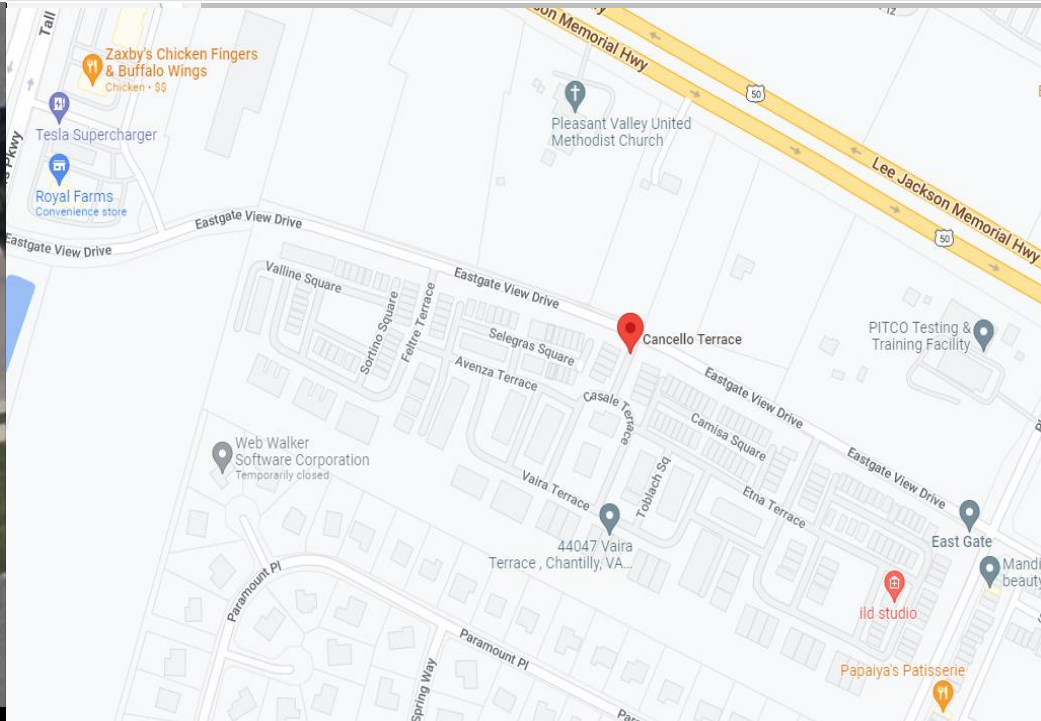 Tall
Zaxby's Chicken Fingers
& Buffalo Wings
Chicken • $$
Tesla Supercharger
Pkwy
Royal Farms
Convenience store
Eastgate View Drive
Eastgate View Drive
son Memorial Hwy
50
Pleasant Valley United
Methodist Church
Lee Jackson Memorial Hwy
50
Valline Square
Sortino Square
Feltre Terrace
Eastgate View Drive
Selegras Square
Avenza Terrace
Cancello Terrace
Casale Terrace
PITCO Testing &
Training Facility
Eastgate View Drive
Camisa Square
Eastgate View Drive
Web Walker
Software Corporation
Temporarily closed
Vaira Terrace
Toblach Sq
Etna Terrace
44047 Vaira
Terrace , Chantilly, VA...
East Gate
Mandi
beauty
ild studio
Paramount Pl
Paramount Pl
Spring Way
Papaiya's Patisserie
Par